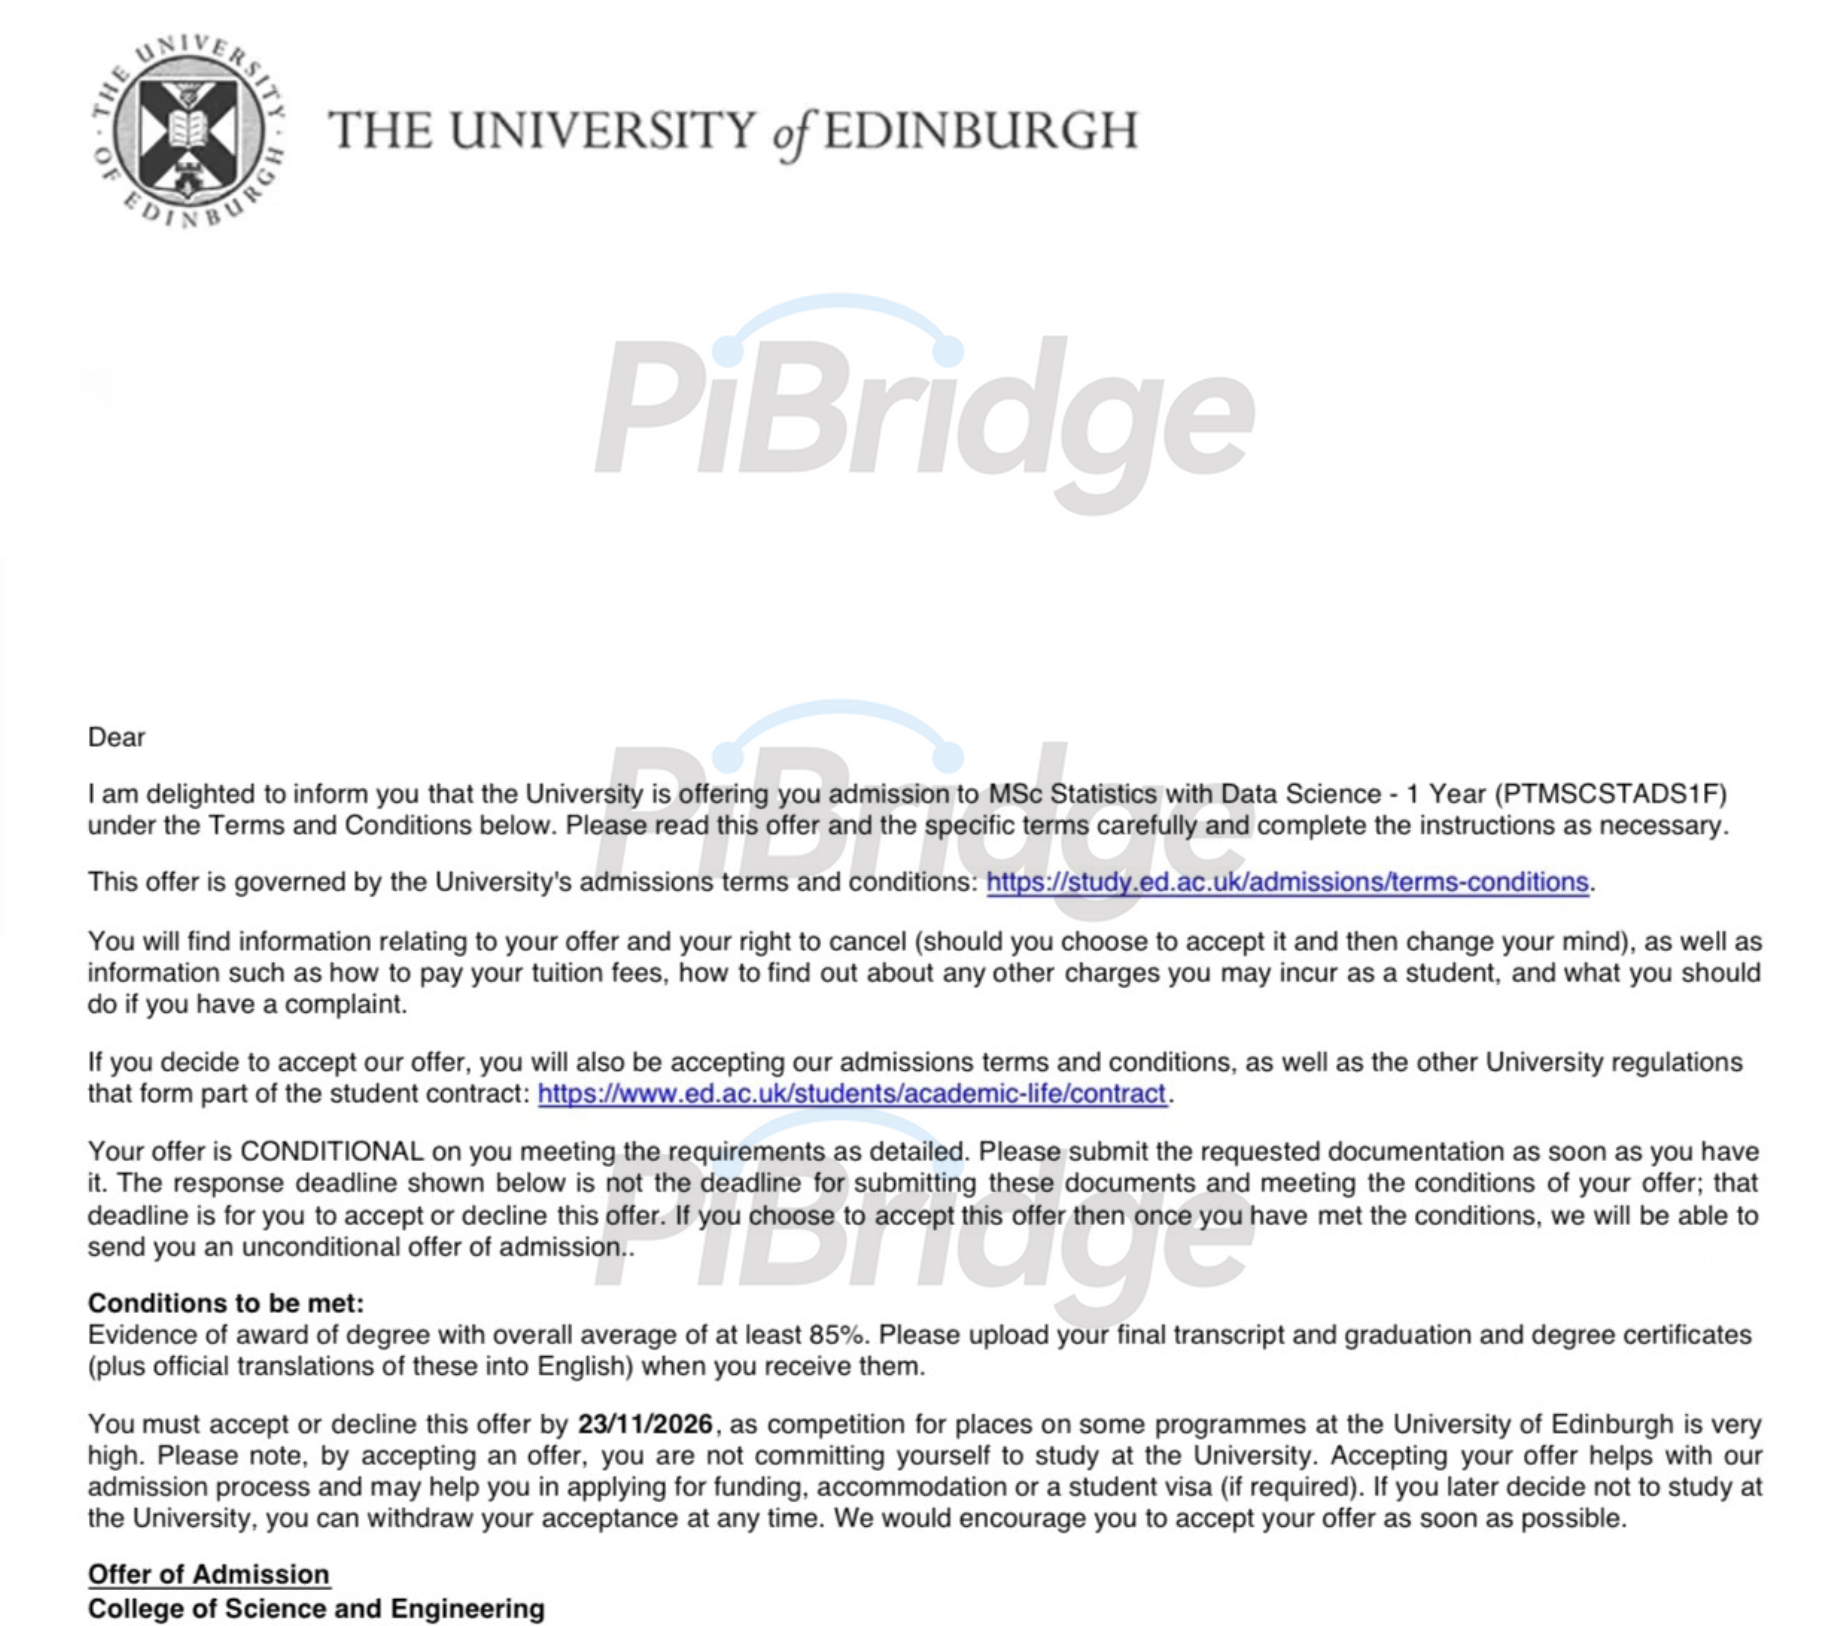 THE UNIVERSITY OF EDINBURGH
THE UNIVERSITY of EDINBURGH
PiBridge
PiBridge
Dear
I am delighted to inform you that the University is offering you admission to MSc Statistics with Data Science - 1 Year (PTMSCSTADS1F)
under the Terms and Conditions below. Please read this offer and the specific terms carefully and complete the instructions as necessary.
This offer is governed by the University's admissions terms and conditions: https://study.ed.ac.uk/admissions/terms-conditions.
You will find information relating to your offer and your right to cancel (should you choose to accept it and then change your mind), as well as
information such as how to pay your tuition fees, how to find out about any other charges you may incur as a student, and what you should
do if you have a complaint.
If you decide to accept our offer, you will also be accepting our admissions terms and conditions, as well as the other University regulations
that form part of the student contract: https://www.ed.ac.uk/students/academic-life/contract.
PiBridge
Your offer is CONDITIONAL on you meeting the requirements as detailed. Please submit the requested documentation as soon as you have
it. The response deadline shown below is not the deadline for submitting these documents and meeting the conditions of your offer; that
deadline is for you to accept or decline this offer. If you choose to accept this offer then once you have met the conditions, we will be able to
send you an unconditional offer of admission..
Conditions to be met:
Evidence of award of degree with overall average of at least 85%. Please upload your final transcript and graduation and degree certificates
(plus official translations of these into English) when you receive them.
You must accept or decline this offer by 23/11/2026, as competition for places on some programmes at the University of Edinburgh is very
high. Please note, by accepting an offer, you are not committing yourself to study at the University. Accepting your offer helps with our
admission process and may help you in applying for funding, accommodation or a student visa (if required). If you later decide not to study at
the University, you can withdraw your acceptance at any time. We would encourage you to accept your offer as soon as possible.
Offer of Admission
College of Science and Engineering